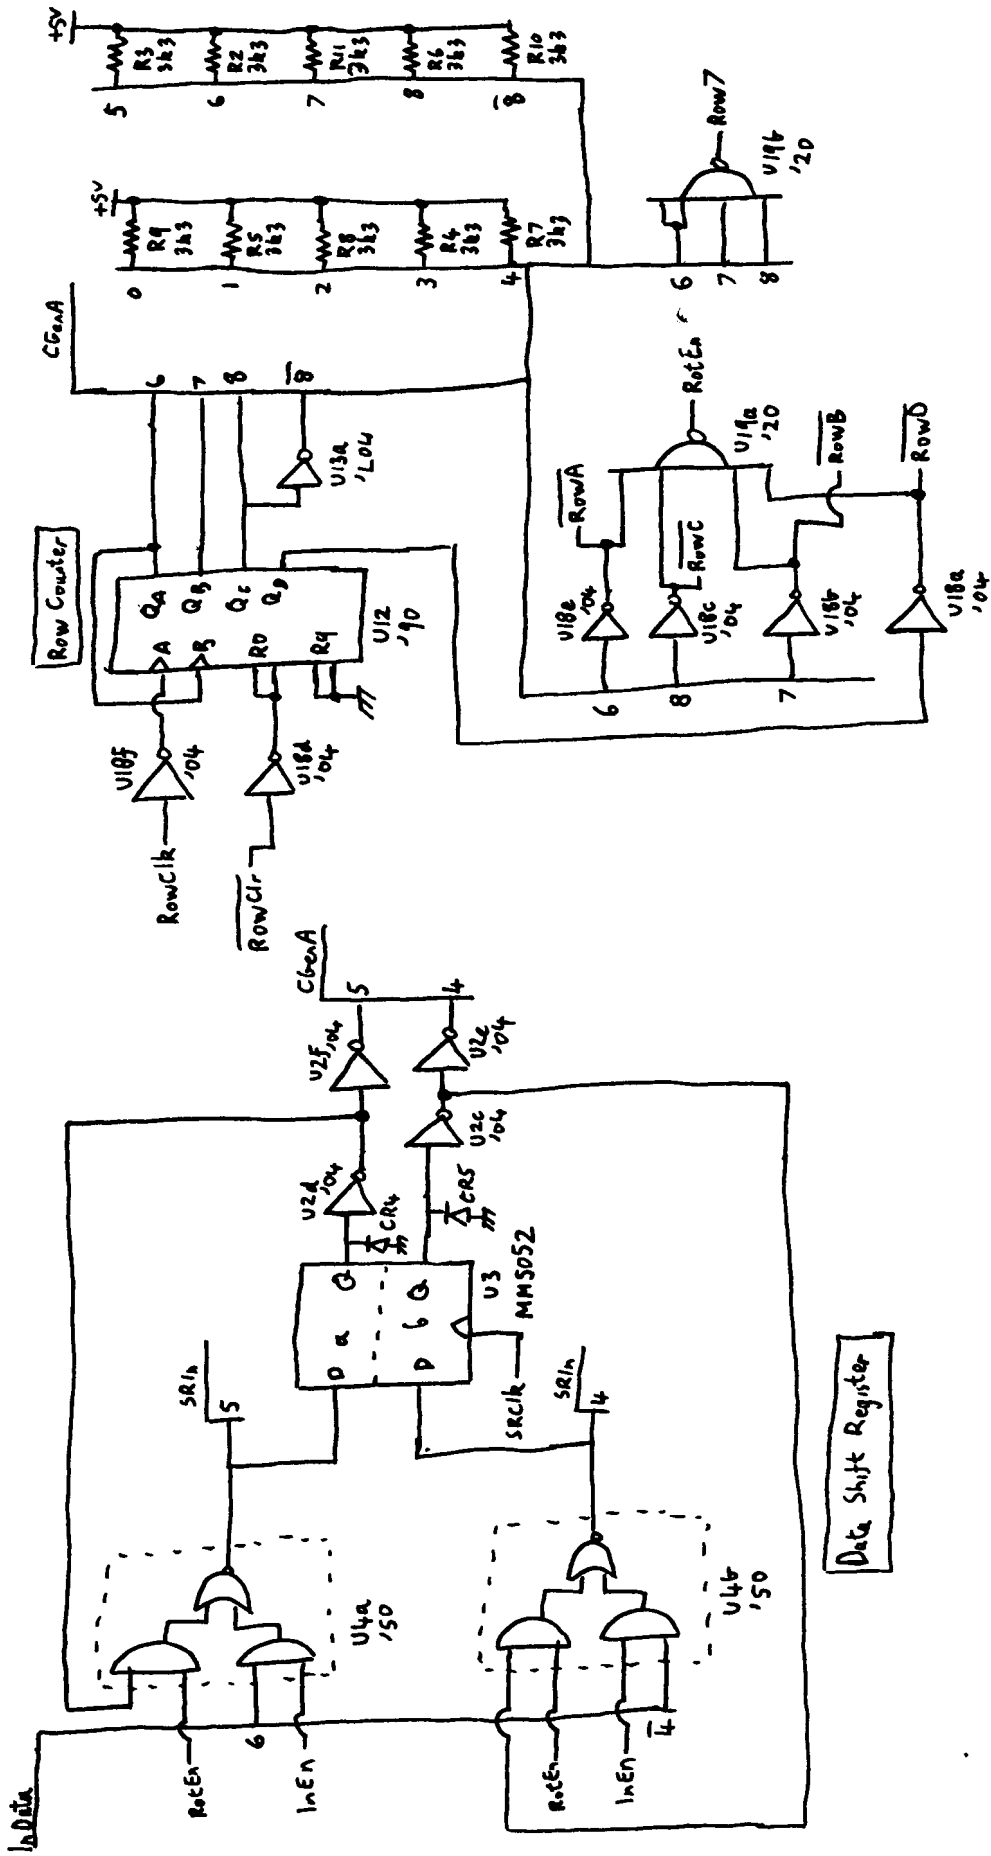 InData
RotEn
6
InEn
U4a
'50
SRIn
5
RotEn
InEn
4
U4b
'50
SRIn
4
Data Shift Register
D
a
Q
D
b
Q
U3
MM5052
SRClk
CR4
CR5
U2d
'04
U2f
'04
U2c
'04
U2e
'04
CGenA
5
4
Row Counter
RowClk
U18f
'04
RowClr
U18d
'04
A
B
R0
R9
QA
QB
QC
QD
U12
'90
U13a
'L04
CGenA
6
7
8
8
+5V
R9
3k3
R5
3k3
R8
3k3
R4
3k3
R7
3k3
0
1
2
3
4
+5V
R3
3k3
R2
3k3
R11
3k3
R6
3k3
R10
3k3
5
6
7
8
8
6
8
7
U18e
'04
U18c
'04
U18b
'04
U18a
'04
RowA
RowC
RowB
RowD
U19a
'20
RotEn
6
7
8
U19b
'20
Row7